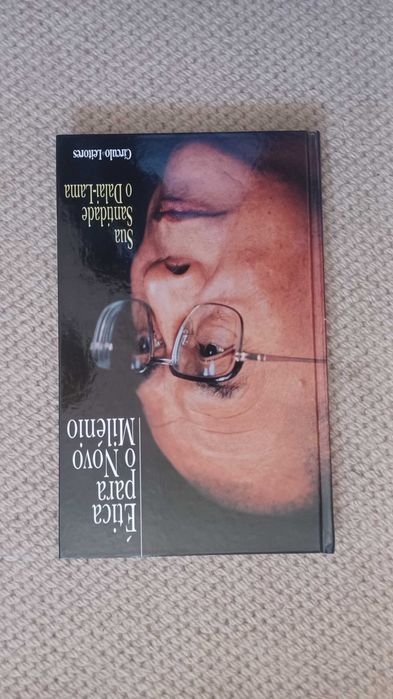 Ética
para
o Novo
Milénio
Sua
Santidade
o Dalai-Lama
Círculo de Leitores